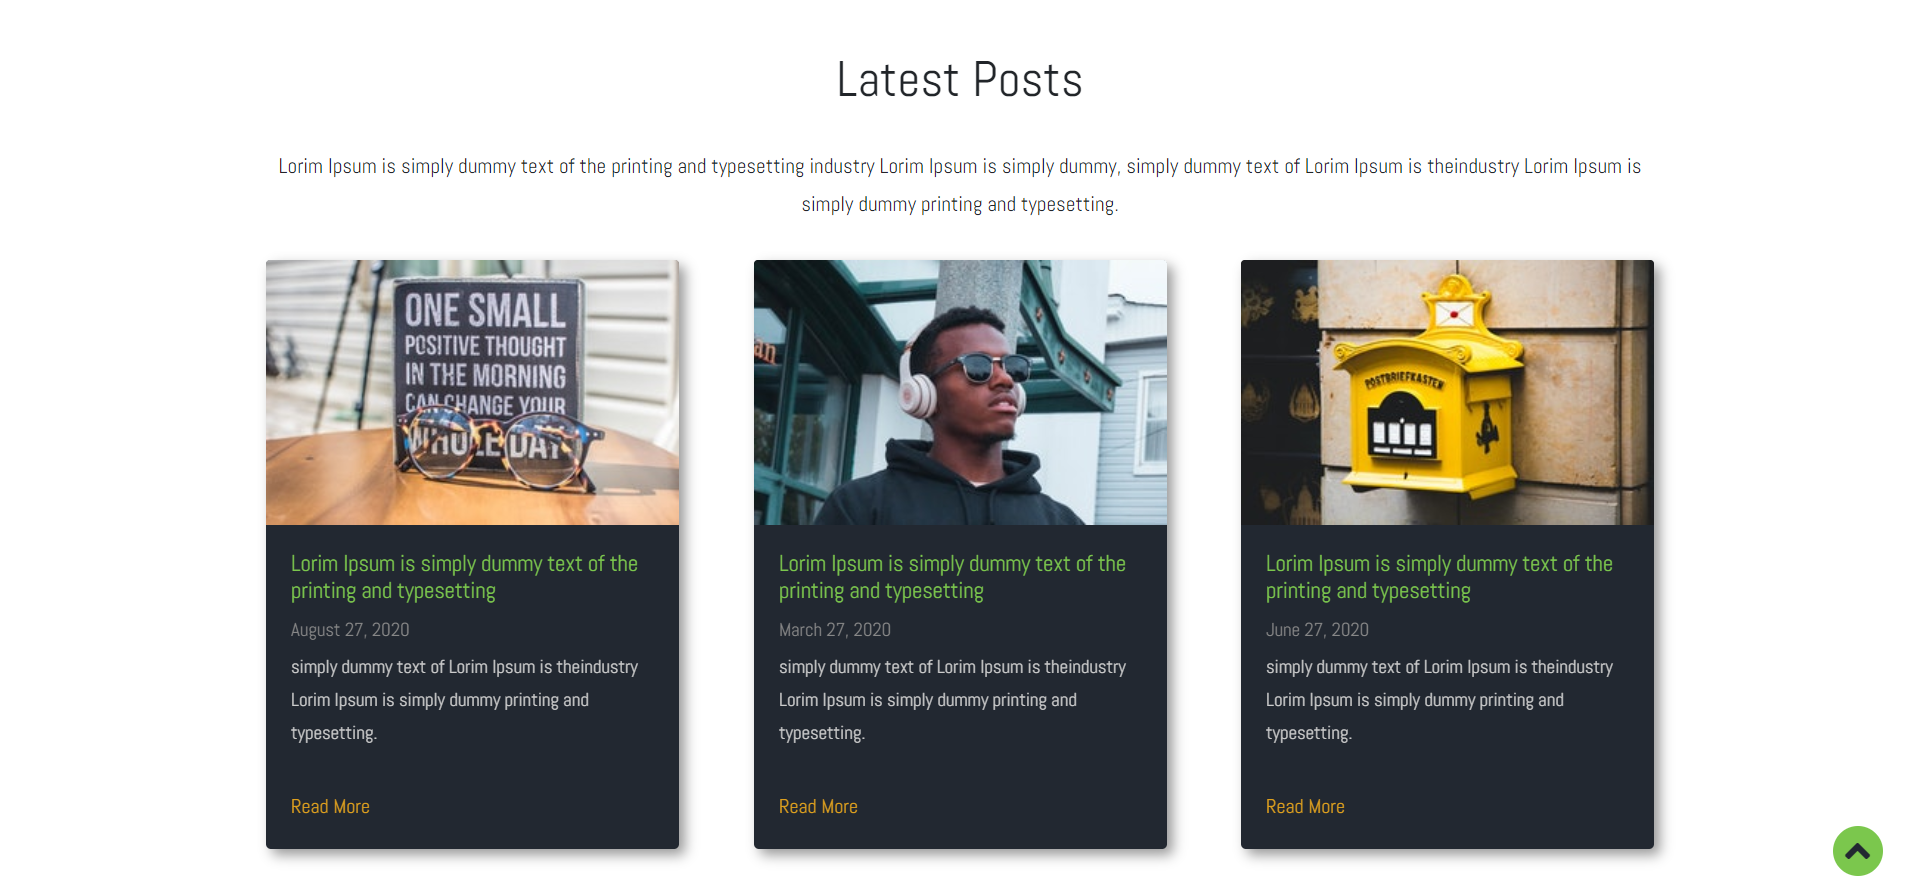 Latest Posts
Lorim Ipsum is simply dummy text of the printing and typesetting industry Lorim Ipsum is simply dummy, simply dummy text of Lorim Ipsum is theindustry Lorim Ipsum is
simply dummy printing and typesetting.
ONE SMALL
POSITIVE THOUGHT
IN THE MORNING
CAN CHANGE YOUR
WHOLE DAY
an
POSTBRIEFKASTEN
Lorim Ipsum is simply dummy text of the
printing and typesetting
August 27, 2020
simply dummy text of Lorim Ipsum is theindustry
Lorim Ipsum is simply dummy printing and
typesetting.
Read More
Lorim Ipsum is simply dummy text of the
printing and typesetting
March 27, 2020
simply dummy text of Lorim Ipsum is theindustry
Lorim Ipsum is simply dummy printing and
typesetting.
Read More
Lorim Ipsum is simply dummy text of the
printing and typesetting
June 27, 2020
simply dummy text of Lorim Ipsum is theindustry
Lorim Ipsum is simply dummy printing and
typesetting.
Read More